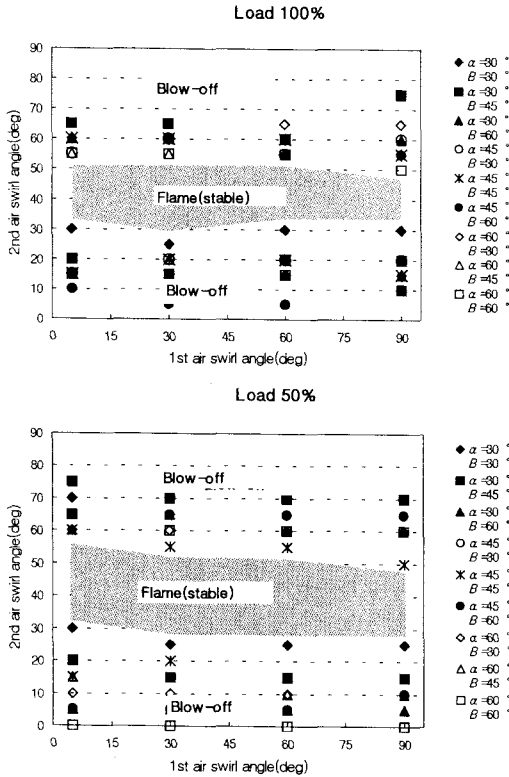 Load 100%
90
80
70
60
50
40
30
20
10
0
2nd air swirl angle(deg)
Blow-off
Flame(stable)
Blow-off
0 15 30 45 60 75 90
1st air swirl angle(deg)
α=30 °
B=30 °
α=30 °
B=45 °
α=30 °
B=60 °
α=45 °
B=30 °
α=45 °
B=45 °
α=45 °
B=60 °
α=60 °
B=30 °
α=60 °
B=45 °
α=60 °
B=60 °
Load 50%
90
80
70
60
50
40
30
20
10
0
2nd air swirl angle(deg)
Blow-off
Flame(stable)
Blow-off
0 15 30 45 60 75 90
1st air swirl angle(deg)
α=30 °
B=30 °
α=30 °
B=45 °
α=30 °
B=60 °
α=45 °
B=30 °
α=45 °
B=45 °
α=45 °
B=60 °
α=60 °
B=30 °
α=60 °
B=45 °
α=60 °
B=60 °